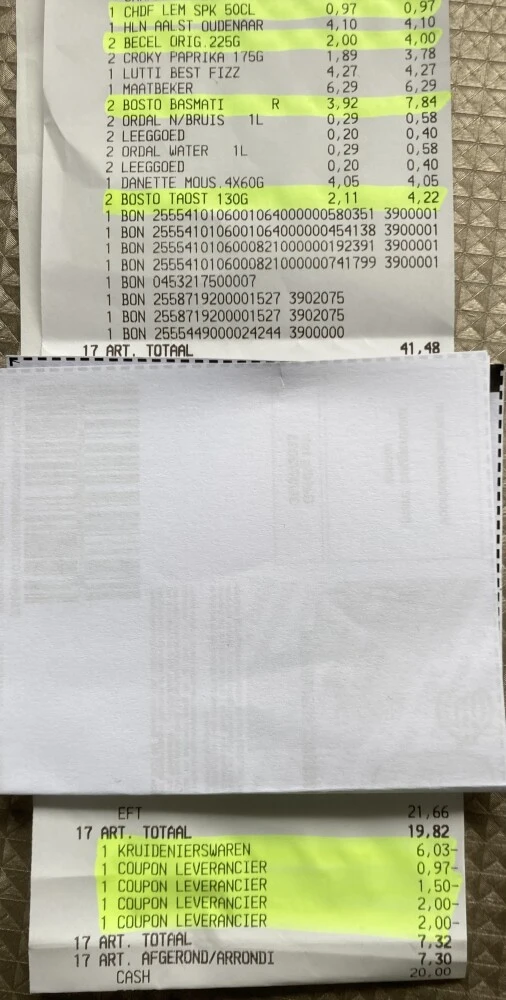 1 CHDF LEM SPK 50CL 0,97 0,97
1 HLN AALST OUDENAAR 4,10 4,10
2 BECEL ORIG.225G 2,00 4,00
2 CROKY PAPRIKA 175G 1,89 3,78
1 LUTTI BEST FIZZ 4,27 4,27
1 MAATBEKER 6,29 6,29
2 BOSTO BASMATI R 3,92 7,84
2 ORDAL N/BRUIS 1L 0,29 0,58
2 LEEGGOED 0,20 0,40
2 ORDAL WATER 1L 0,29 0,58
2 LEEGGOED 0,20 0,40
1 DANETTE MOUS.4X60G 4,05 4,05
2 BOSTO TAOST 130G 2,11 4,22
1 BON 2555410106001064000000580351 3900001
1 BON 2555410106001064000000454138 3900001
1 BON 2555410106000821000000192391 3900001
1 BON 2555410106000821000000741799 3900001
1 BON 0453217500007
1 BON 2558719200001527 3902075
1 BON 2558719200001527 3902075
1 BON 2555449000024244 3900000
17 ART. TOTAAL 41,48
EFT 21,66
17 ART. TOTAAL 19,82
1 KRUIDENIERSWAREN 6,03-
1 COUPON LEVERANCIER 0,97-
1 COUPON LEVERANCIER 1,50-
1 COUPON LEVERANCIER 2,00-
1 COUPON LEVERANCIER 2,00-
17 ART. TOTAAL 7,32
17 ART. AFGEROND/ARRONDI 7,30
CASH 20,00